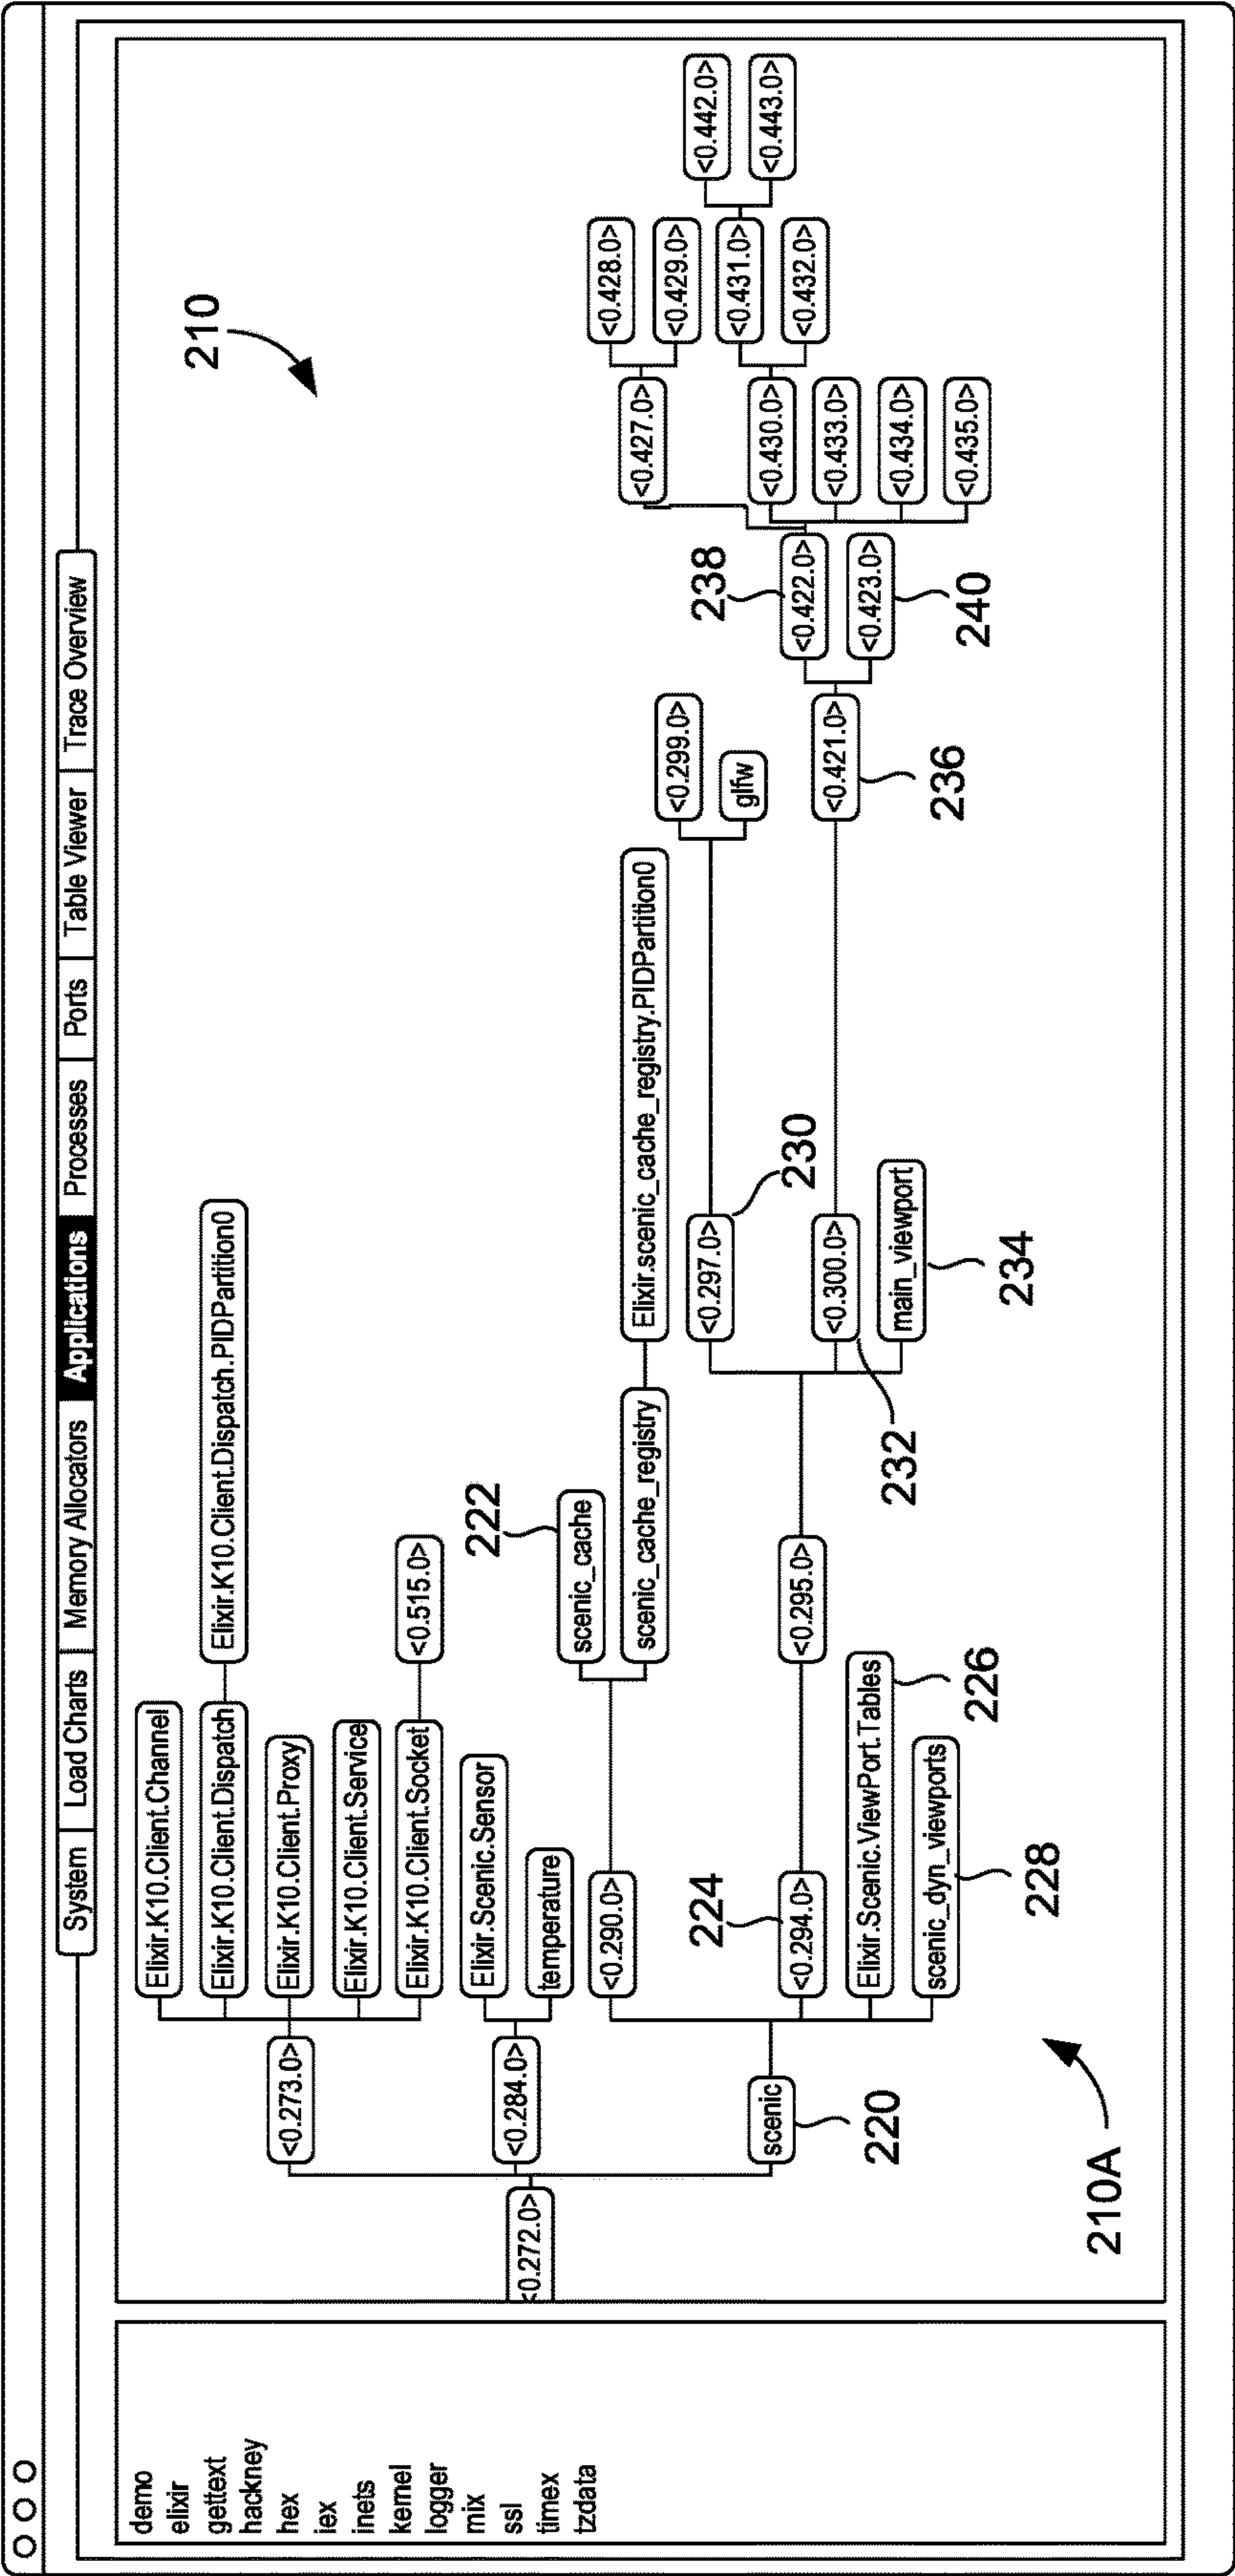 System
Load Charts
Memory Allocators
Applications
Processes
Ports
Table Viewer
Trace Overview
demo
elixir
gettext
hackney
hex
iex
inets
kernel
logger
mix
ssl
timex
tzdata
210
<0.272.0>
<0.273.0>
Elixir.K10.Client.Channel
Elixir.K10.Client.Dispatch
Elixir.K10.Client.Dispatch.PIDPartition0
Elixir.K10.Client.Proxy
Elixir.K10.Client.Service
Elixir.K10.Client.Socket
<0.515.0>
<0.284.0>
Elixir.Scenic.Sensor
temperature
scenic
220
<0.290.0>
scenic_cache
222
scenic_cache_registry
Elixir.scenic_cache_registry.PIDPartition0
<0.294.0>
224
<0.295.0>
Elixir.Scenic.ViewPort.Tables
226
scenic_dyn_viewports
228
<0.297.0>
230
<0.299.0>
glfw
<0.300.0>
232
main_viewport
234
<0.421.0>
236
<0.422.0>
238
<0.423.0>
240
<0.427.0>
<0.428.0>
<0.429.0>
<0.430.0>
<0.431.0>
<0.432.0>
<0.442.0>
<0.443.0>
<0.433.0>
<0.434.0>
<0.435.0>
210A